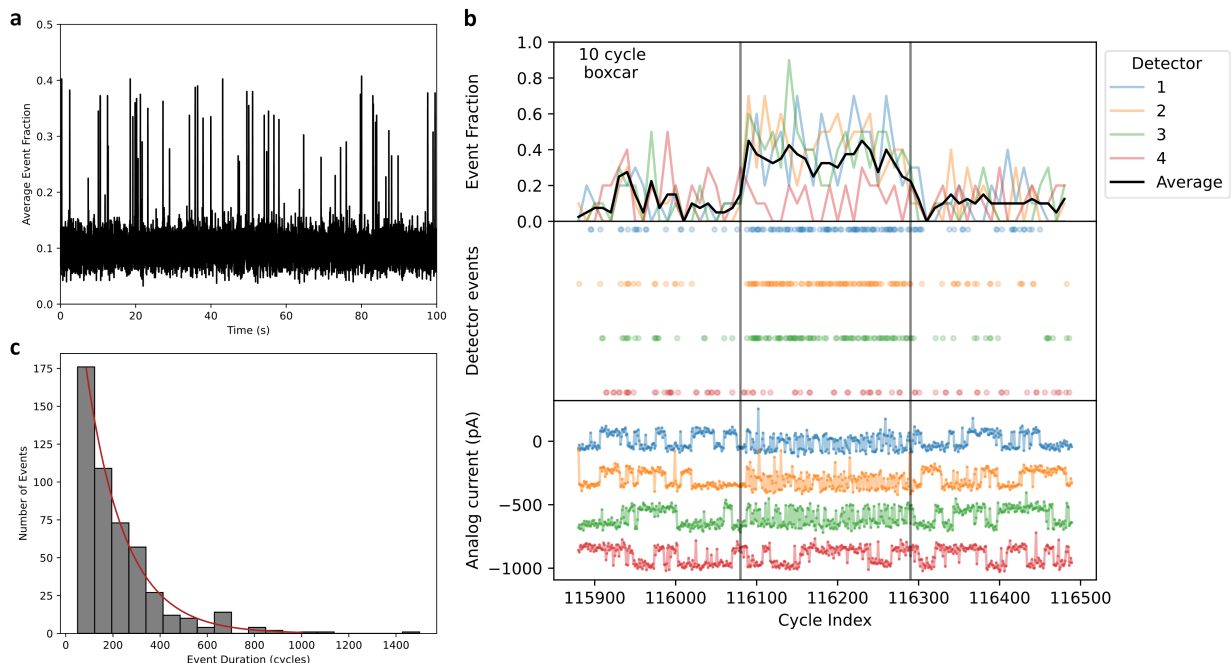 a
0.5
0.4
0.3
0.2
0.1
0.0
Average Event Fraction
0 20 40 60 80 100
Time (s)
b
10 cycle
boxcar
1.0
0.8
0.6
0.4
0.2
0.0
Event Fraction
Detector events
0
−500
−1000
Analog current (pA)
115900 116000 116100 116200 116300 116400 116500
Cycle Index
Detector
1
2
3
4
Average
c
175
150
125
100
75
50
25
0
Number of Events
0 200 400 600 800 1000 1200 1400
Event Duration (cycles)